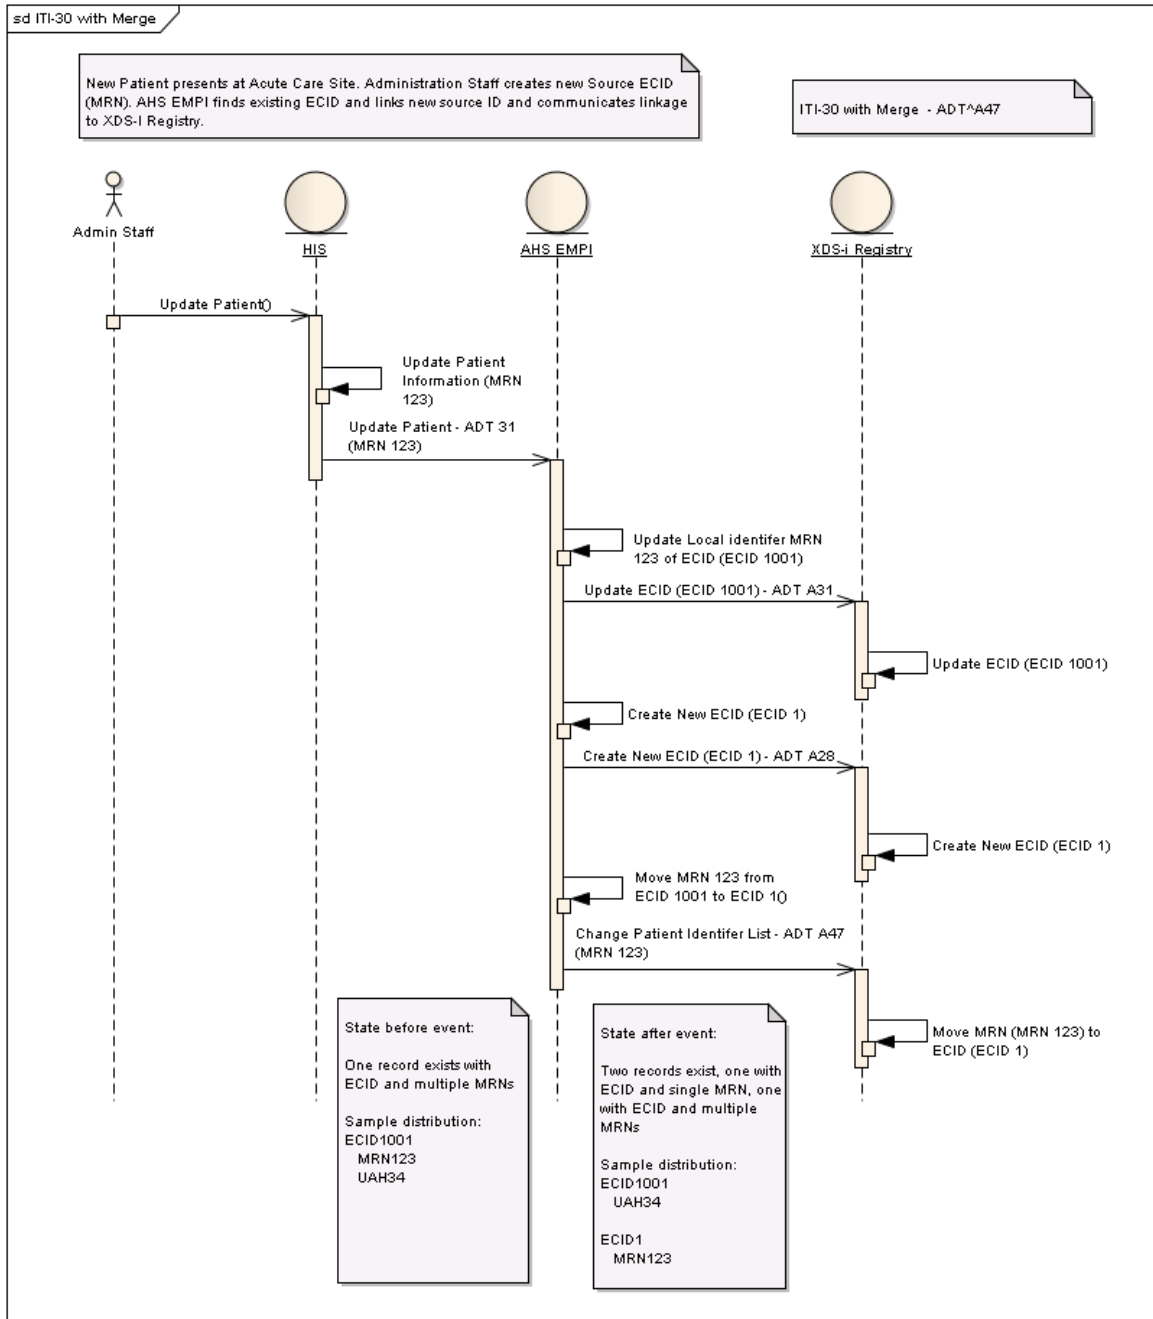 sd ITI-30 with Merge
New Patient presents at Acute Care Site. Administration Staff creates new Source ECID
(MRN). AHS EMPI finds existing ECID and links new source ID and communicates linkage
to XDS-I Registry.
ITI-30 with Merge - ADT^A47
Admin Staff
HIS
AHS EMPI
XDS-i Registry
Update Patient()
Update Patient
Information (MRN
123)
Update Patient - ADT 31
(MRN 123)
Update Local identifer MRN
123 of ECID (ECID 1001)
Update ECID (ECID 1001) - ADT A31
Update ECID (ECID 1001)
Create New ECID (ECID 1)
Create New ECID (ECID 1) - ADT A28
Create New ECID (ECID 1)
Move MRN 123 from
ECID 1001 to ECID 1()
Change Patient Identifer List - ADT A47
(MRN 123)
Move MRN (MRN 123) to
ECID (ECID 1)
State before event:
One record exists with
ECID and multiple MRNs
Sample distribution:
ECID1001
MRN123
UAH34
State after event:
Two records exist, one with
ECID and single MRN, one
with ECID and multiple
MRNs
Sample distribution:
ECID1001
UAH34
ECID1
MRN123